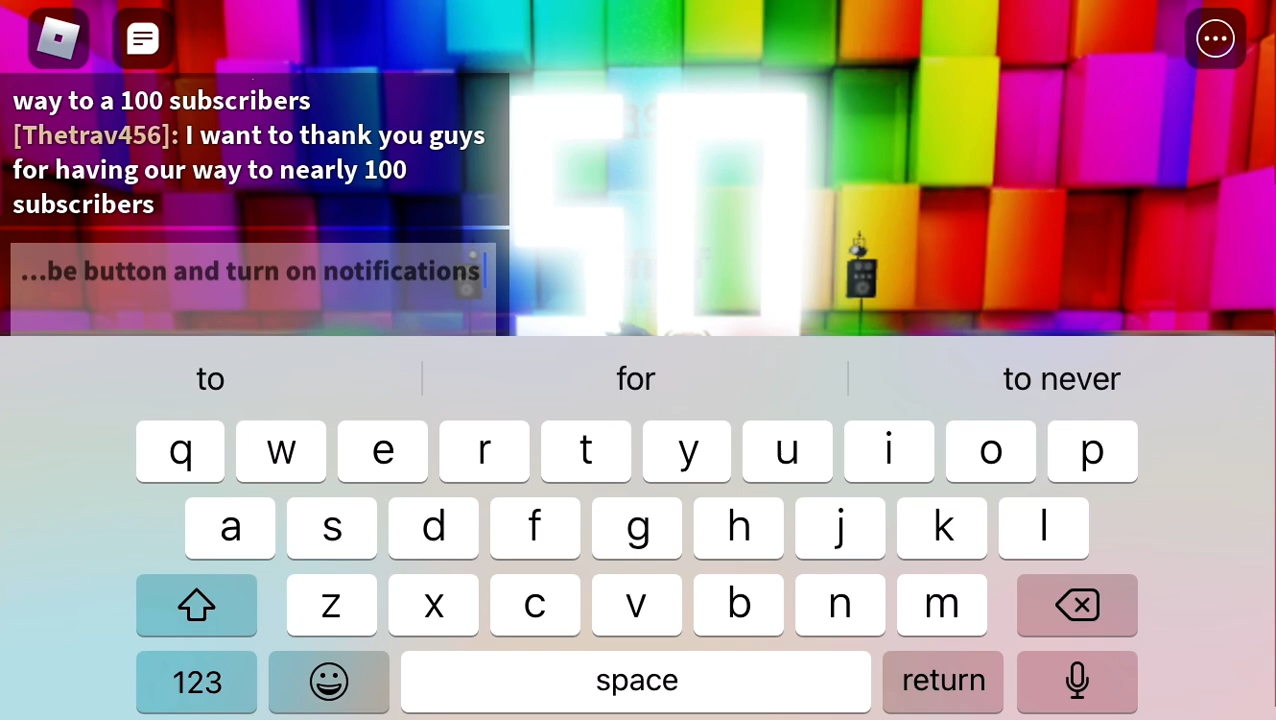 way to a 100 subscribers
[Thetrav456]: I want to thank you guys
for having our way to nearly 100
subscribers
...be button and turn on notifications
50
to for to never
q w e r t y u i o p
a s d f g h j k l
z x c v b n m
123 space return